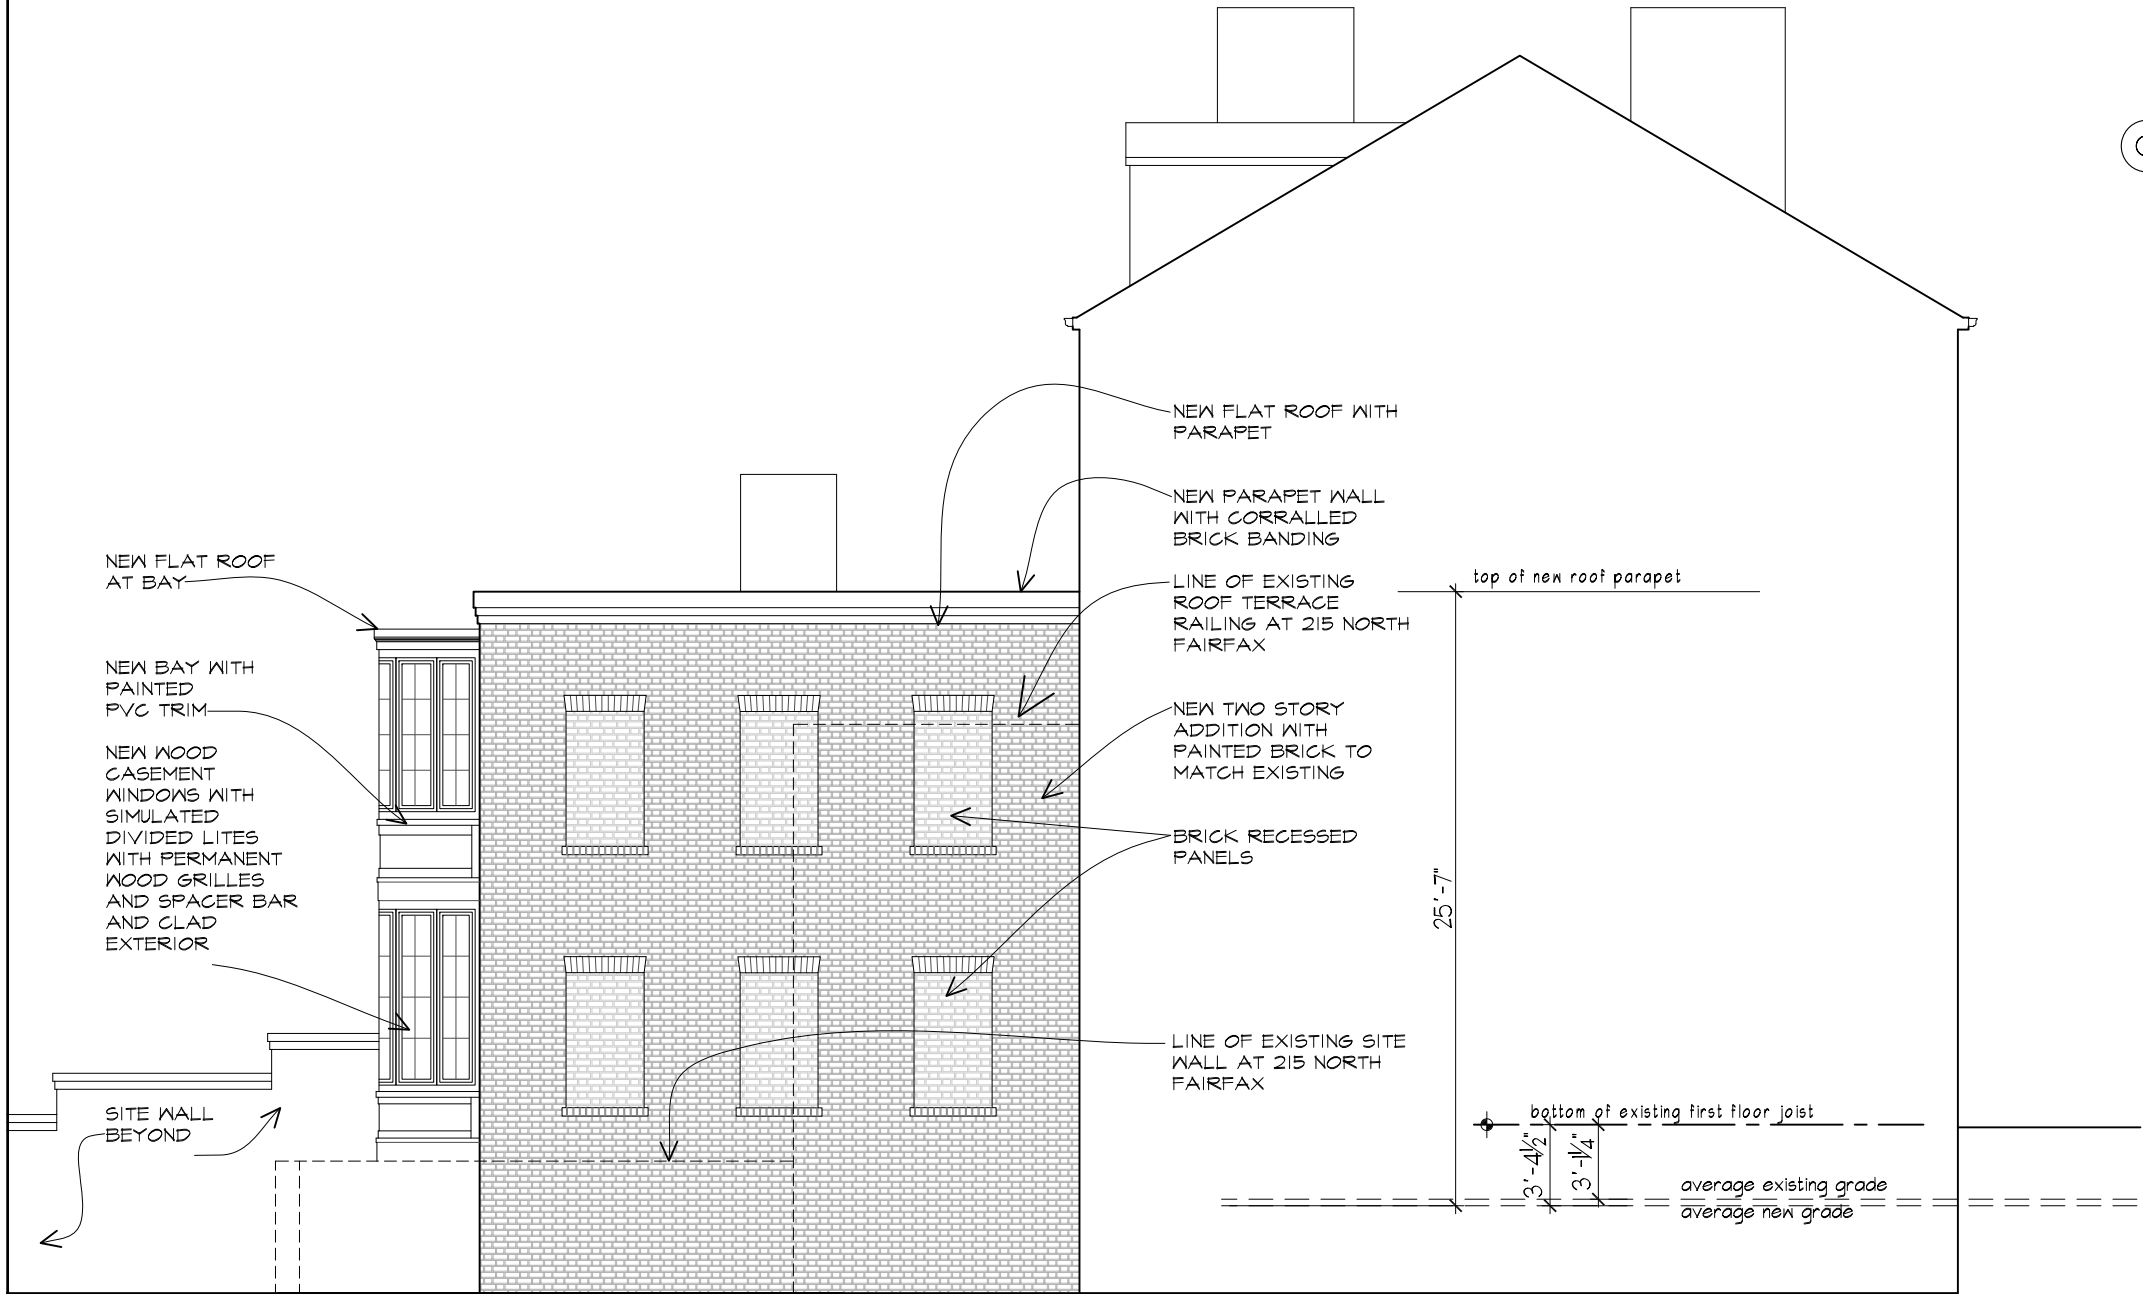 NEW FLAT ROOF
AT BAY
NEW BAY WITH
PAINTED
PVC TRIM
NEW WOOD
CASEMENT
WINDOWS WITH
SIMULATED
DIVIDED LITES
WITH PERMANENT
WOOD GRILLES
AND SPACER BAR
AND CLAD
EXTERIOR
SITE WALL
BEYOND
NEW FLAT ROOF WITH
PARAPET
NEW PARAPET WALL
WITH CORRALLED
BRICK BANDING
LINE OF EXISTING
ROOF TERRACE
RAILING AT 215 NORTH
FAIRFAX
NEW TWO STORY
ADDITION WITH
PAINTED BRICK TO
MATCH EXISTING
BRICK RECESSED
PANELS
LINE OF EXISTING SITE
WALL AT 215 NORTH
FAIRFAX
top of new roof parapet
25'-7"
bottom of existing first floor joist
3'-4½"
3'-1¼"
average existing grade
average new grade